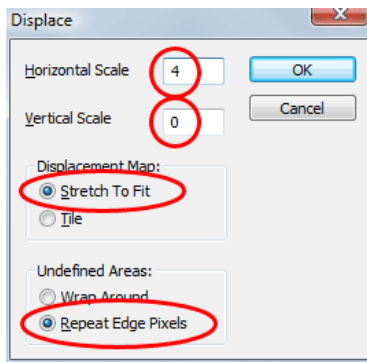 Displace
Horizontal Scale 4 OK
Vertical Scale 0 Cancel
Displacement Map:
Stretch To Fit
Tile
Undefined Areas:
Wrap Around
Repeat Edge Pixels